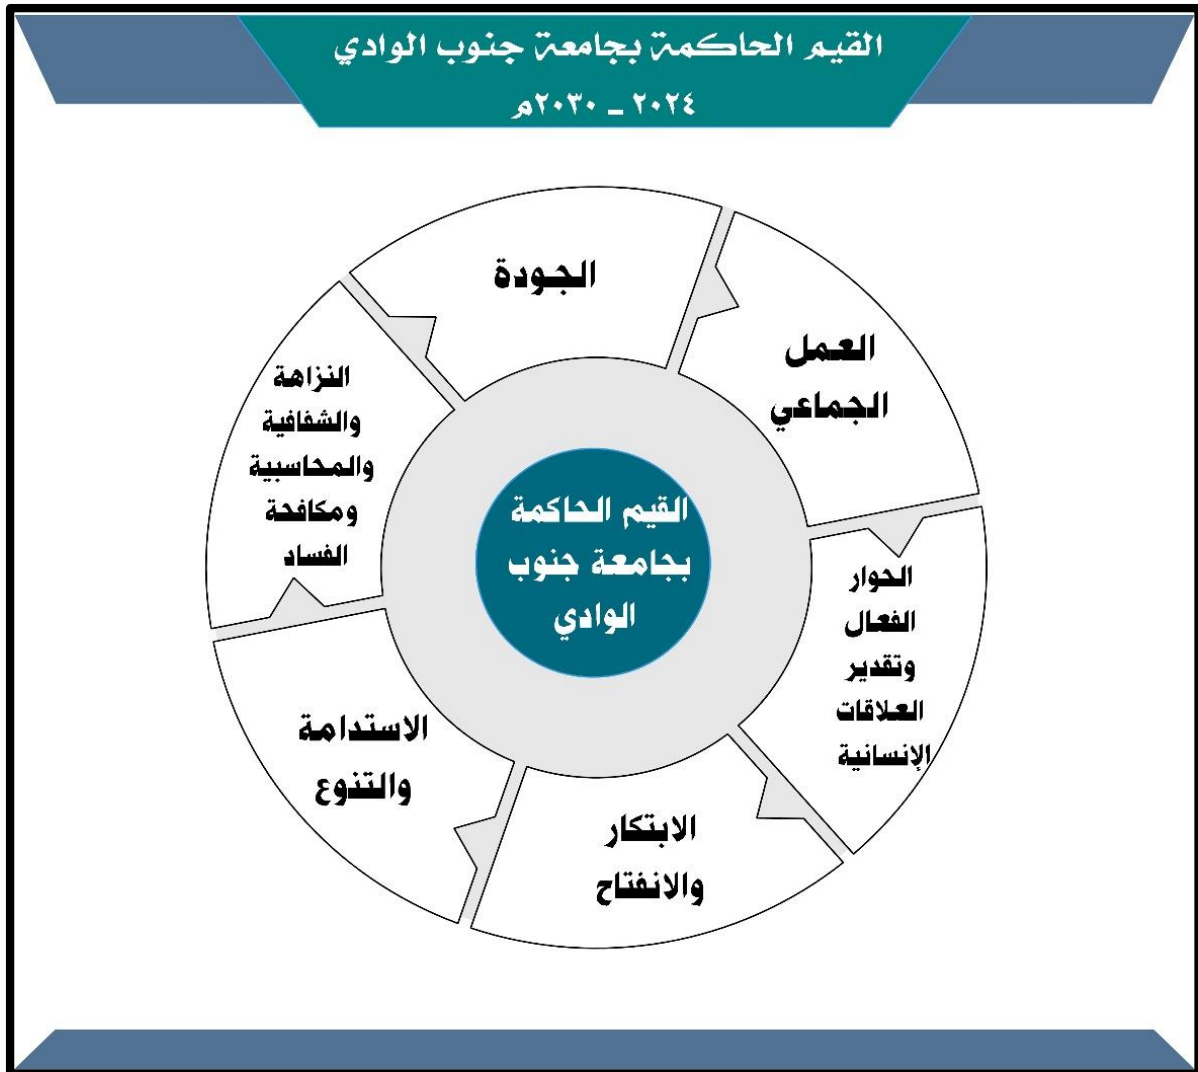 القيم الحاكمة بجامعة جنوب الوادي
٢٠٢٤ - ٢٠٣٠م
الجودة
العمل
الجماعي
الحوار
الفعال
وتقدير
العلاقات
الإنسانية
الابتكار
والانفتاح
الاستدامة
والتنوع
النزاهة
والشفافية
والمحاسبية
ومكافحة
الفساد
القيم الحاكمة
بجامعة جنوب
الوادي